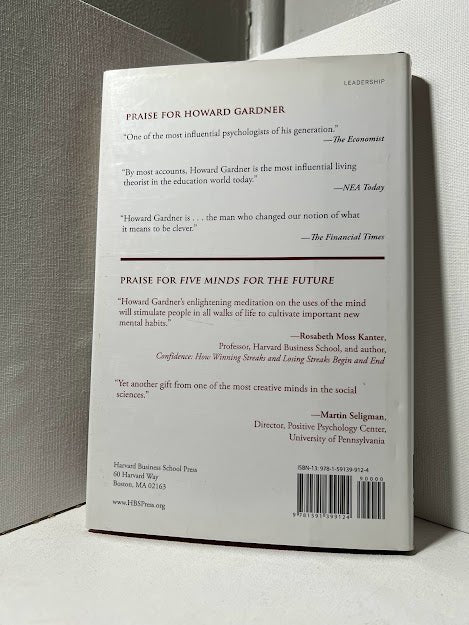 LEADERSHIP
PRAISE FOR HOWARD GARDNER
“One of the most influential psychologists of his generation.”
—The Economist
“By most accounts, Howard Gardner is the most influential living
theorist in the education world today.”
—NEA Today
“Howard Gardner is . . . the man who changed our notion of what
it means to be clever.”
—The Financial Times
PRAISE FOR FIVE MINDS FOR THE FUTURE
“Howard Gardner's enlightening meditation on the uses of the mind
will stimulate people in all walks of life to cultivate important new
mental habits.”
—Rosabeth Moss Kanter,
Professor, Harvard Business School, and author,
Confidence: How Winning Streaks and Losing Streaks Begin and End
“Yet another gift from one of the most creative minds in the social
sciences.”
—Martin Seligman,
Director, Positive Psychology Center,
University of Pennsylvania
Harvard Business School Press
60 Harvard Way
Boston, MA 02163
www.HBSPress.org
ISBN-13: 978-1-59139-912-4
90000
9 781591 399124